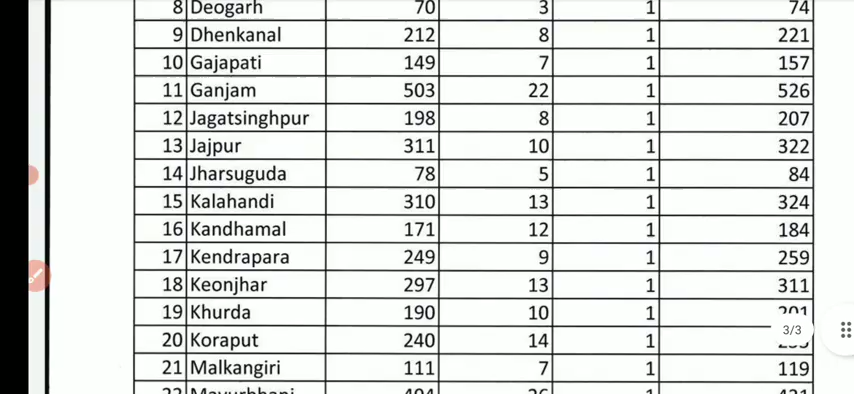 8 Deogarh 70 3 1 74
9 Dhenkanal 212 8 1 221
10 Gajapati 149 7 1 157
11 Ganjam 503 22 1 526
12 Jagatsinghpur 198 8 1 207
13 Jajpur 311 10 1 322
14 Jharsuguda 78 5 1 84
15 Kalahandi 310 13 1 324
16 Kandhamal 171 12 1 184
17 Kendrapara 249 9 1 259
18 Keonjhar 297 13 1 311
19 Khurda 190 10 1 201
3/3
20 Koraput 240 14 1
21 Malkangiri 111 7 1 119